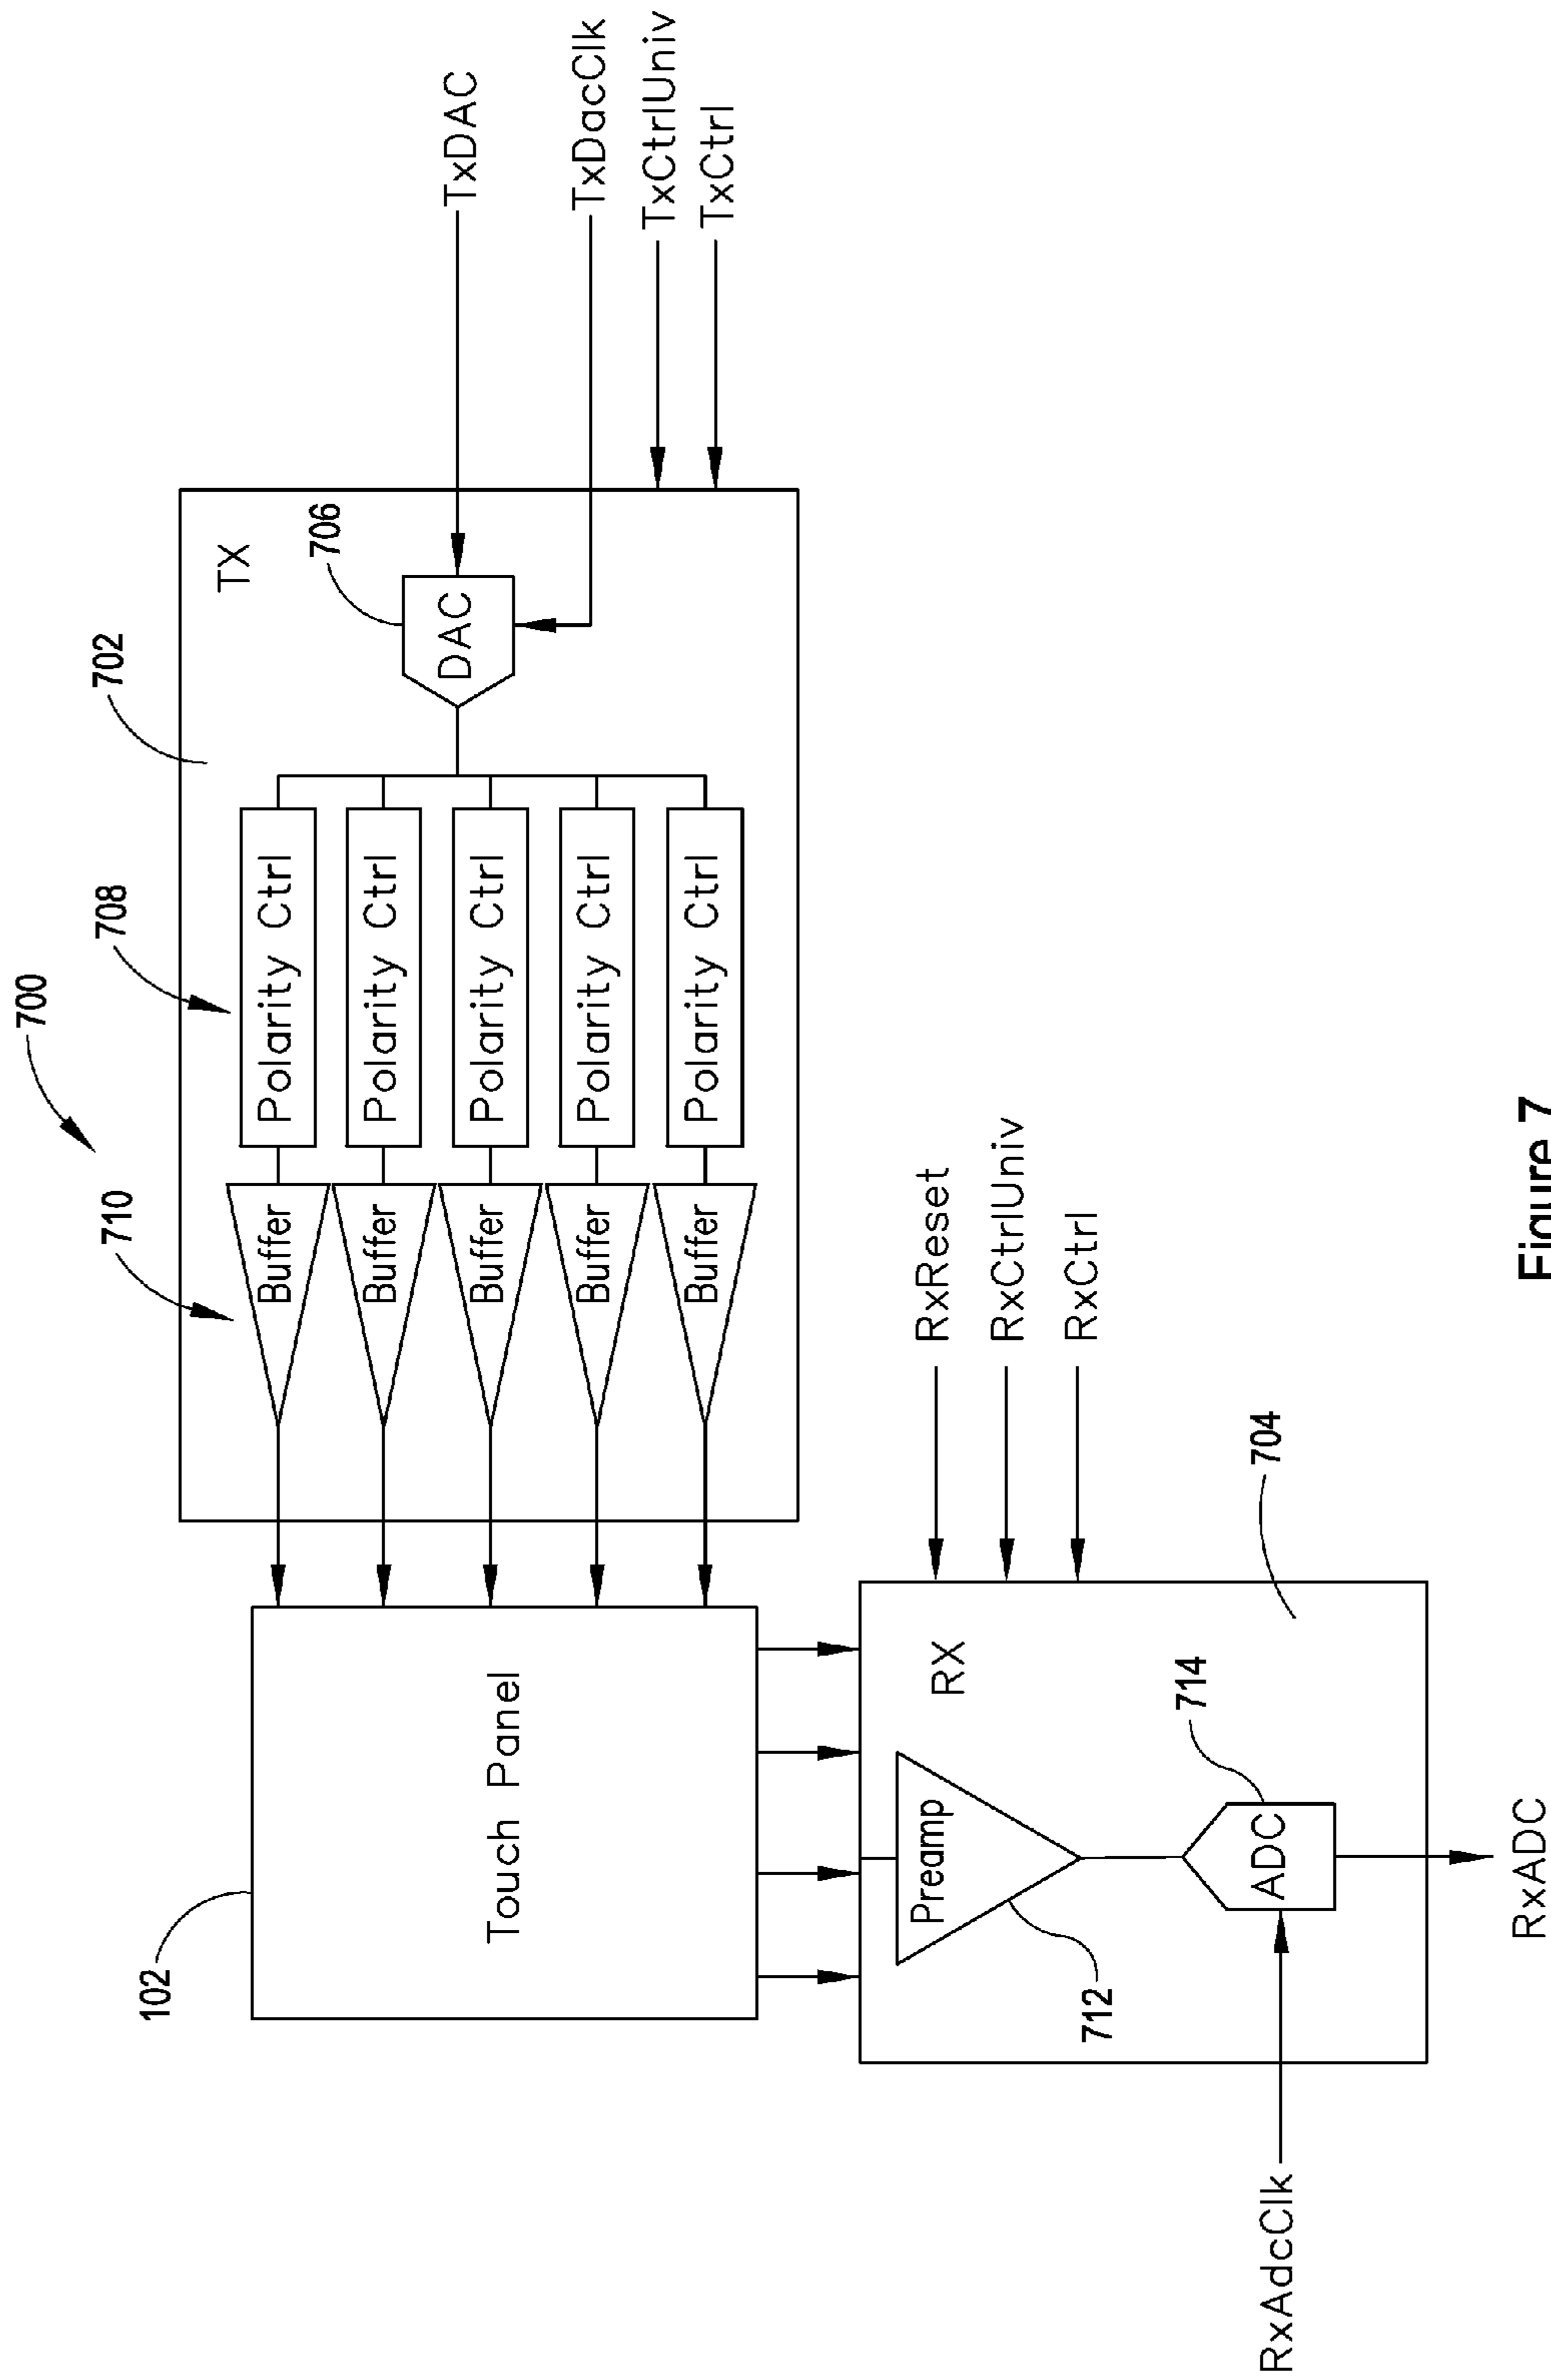 700
102
710
708
702
706
TX
TxDAC
TxDacClk
TxCtrlUniv
TxCtrl
DAC
Polarity Ctrl
Polarity Ctrl
Polarity Ctrl
Polarity Ctrl
Polarity Ctrl
Buffer
Buffer
Buffer
Buffer
Buffer
Touch Panel
RxReset
RxCtrlUniv
RxCtrl
RX
704
Preamp
712
714
ADC
RxAdcClk
RxADC
Figure 7